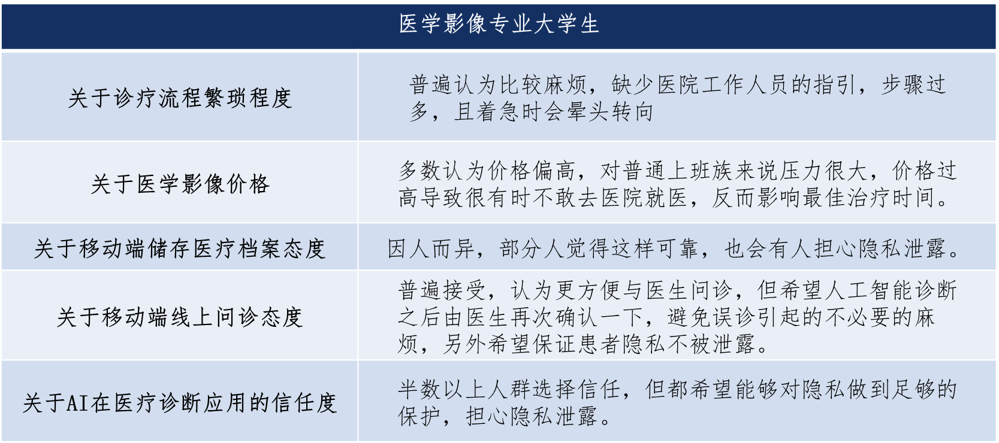 医学影像专业大学生
关于诊疗流程繁琐程度
普遍认为比较麻烦，缺少医院工作人员的指引，步骤过
多，且着急时会晕头转向
关于医学影像价格
多数认为价格偏高，对普通上班族来说压力很大，价格过
高导致很有时不敢去医院就医，反而影响最佳治疗时间。
关于移动端储存医疗档案态度
因人而异，部分人觉得这样可靠，也会有人担心隐私泄露。
关于移动端线上问诊态度
普遍接受，认为更方便与医生问诊，但希望人工智能诊断
之后由医生再次确认一下，避免误诊引起的不必要的麻
烦，另外希望保证患者隐私不被泄露。
关于AI在医疗诊断应用的信任度
半数以上人群选择信任，但都希望能够对隐私做到足够的
保护，担心隐私泄露。